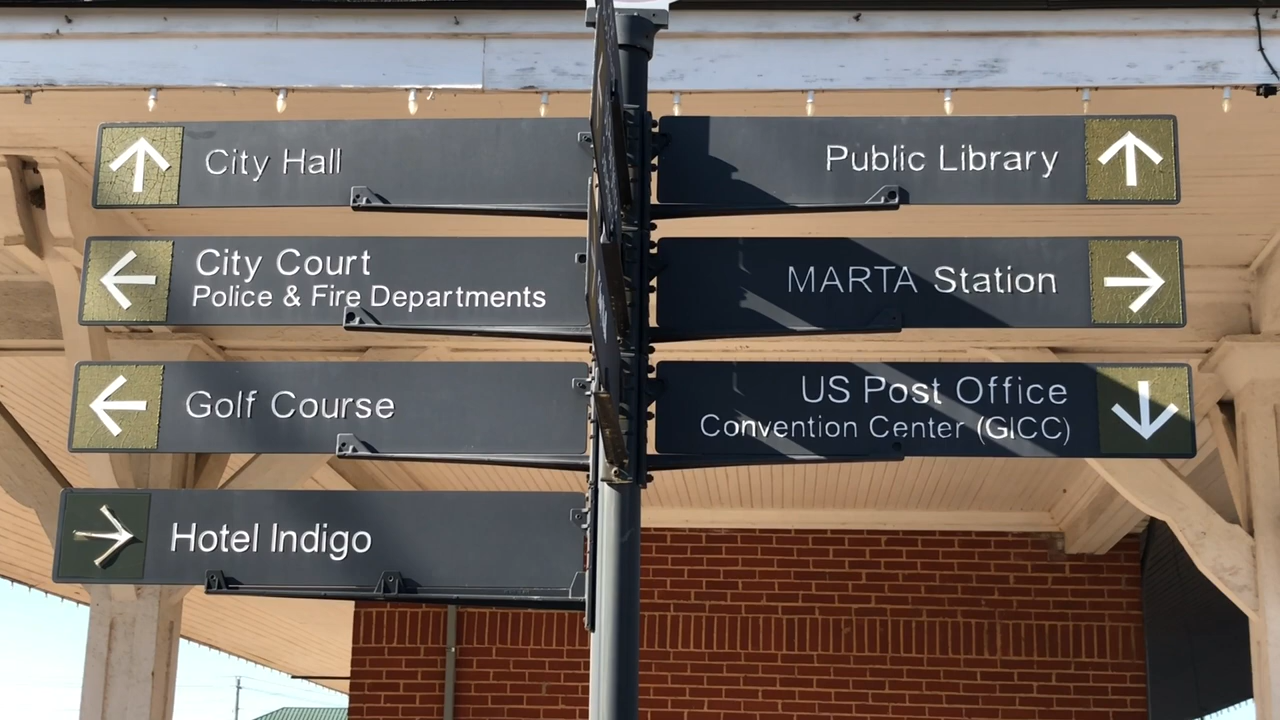 City Hall
City Court
Police & Fire Departments
Golf Course
Hotel Indigo
Public Library
MARTA Station
US Post Office
Convention Center (GICC)